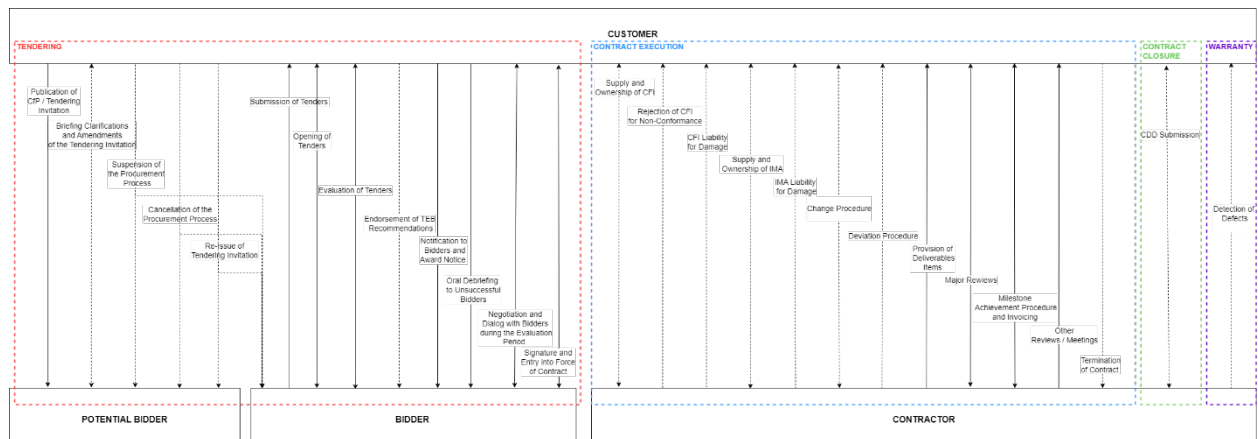 CUSTOMER
TENDERING
CONTRACT EXECUTION
CONTRACT
CLOSURE
WARRANTY
Publication of
CfP / Tendering
Invitation
Briefing Clarifications
and Amendments
of the Tendering Invitation
Suspension of
the Procurement
Process
Cancellation of the
Procurement Process
Re-issue of
Tendering Invitation
Submission of Tenders
Opening of
Tenders
Evaluation of Tenders
Endorsement of TEB
Recommendations
Notification to
Bidders and
Award Notice
Oral Debriefing
to Unsuccessful
Bidders
Negotiation and
Dialog with Bidders
during the Evaluation
Period
Signature and
Entry into Force
of Contract
Supply and
Ownership of CFI
Rejection of CFI
for Non-Conformance
CFI Liability
for Damage
Supply and
Ownership of IMA
IMA Liability
for Damage
Change Procedure
Deviation Procedure
Provision of
Deliverables
Items
Major Rewiews
Milestone
Achievement Procedure
and Invoicing
Other
Reviews / Meetings
Termination
of Contract
CDD Submission
Detection of
Defects
POTENTIAL BIDDER
BIDDER
CONTRACTOR